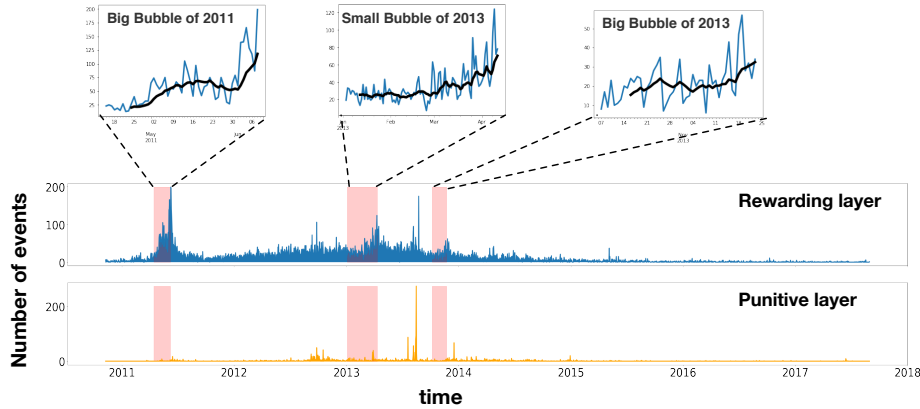 Big Bubble of 2011
200
175
150
125
100
75
50
25
18 25 02 09 16 23 30 06
May Jun
2011
Small Bubble of 2013
120
100
80
60
40
20
Feb Mar Apr
2013
Big Bubble of 2013
50
40
30
20
10
07 14 21 28 04 11 18 25
Nov
2013
Number of events
200
100
0
Rewarding layer
200
0
Punitive layer
2011 2012 2013 2014 2015 2016 2017 2018
time